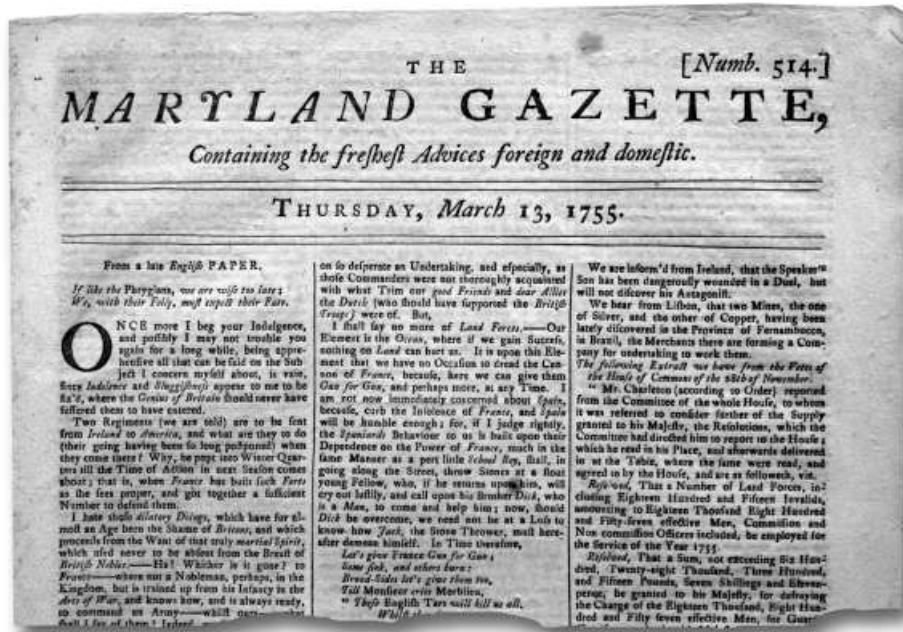 THE
[Numb. 514.]
MARYLAND GAZETTE,
Containing the freſheſt Advices foreign and domeſtic.
THURSDAY, March 13, 1755.
From a late Engliſh PAPER.
If like the Phrygians, we are wiſe too late;
We, with their Folly, muſt expect their Fate.
ONCE more I beg your Indulgence,
and poſſibly I may not trouble you
again for a long while, being appre-
henſive all that can be ſaid on the Sub-
ject I concern myſelf about, is vain,
ſince Indolence and Sluggiſhneſs appear to me to be
fix'd, where the Genius of Britain ſhould never have
ſuffered them to have entered.
Two Regiments (we are told) are to be ſent
from Ireland to America, and what are they to do
(their going having been ſo long poſtponed) when
they come there? Why, be popt into Winter Quar-
ters till the Time of Action in next Seaſon comes
about; that is, when France has built ſuch Forts
as ſhe ſees proper, and got together a ſufficient
Number to defend them.
I hate thoſe dilatory Doings, which have for al-
moſt an Age been the Shame of Britons, and which
proceeds from the Want of that truly martial Spirit,
which uſed never to be abſent from the Breaſt of
Britiſh Nobles.——Ha! Whither is it gone? to
France——where not a Nobleman, perhaps, in the
Kingdom, but is trained up from his Infancy in the
Arts of War, and knows how, and is always ready,
to command an Army——whilſt ours——what
ſhall I ſay of them? Indeed
on ſo deſperate an Undertaking, and eſpecially, as
thoſe Commanders were not thoroughly acquainted
with what Trim our good Friends and dear Allies
the Dutch (who ſhould have ſupported the Britiſh
Troops) were of. But,
I ſhall ſay no more of Land Forces.——Our
Element is the Ocean, where if we gain Succeſs,
nothing on Land can hurt us. It is upon this Ele-
ment that we have no Occaſion to dread the Can-
non of France, becauſe, here we can give them
Gun for Gun, and perhaps more, at any Time. I
am not now immediately concerned about Spain,
becauſe, curb the Inſolence of France, and Spain
will be humble enough; for, if I judge rightly,
the Spaniards Behaviour to us is built upon their
Dependence on the Power of France, much in the
ſame Manner as a pert little School Boy, ſhall, in
going along the Street, throw Stones at a ſtout
young Fellow, who, if he returns upon him, will
cry out luſtily, and call upon his Brother Dick, who
is a Man, to come and help him; now, ſhould
Dick be overcome, we need not be at a Loſs to
know how Jack, the Stone Thrower, muſt here-
after demean himſelf. In Time therefore,
Let's give France Gun for Gun;
Some ſink, and others burn:
Broad-Sides let's give them too,
Till Monſieur cries Morblieu,
" Theſe Engliſh Tars will kill us all.
We are inform'd from Ireland, that the Speaker's
Son has been dangerouſly wounded in a Duel, but
will not diſcover his Antagoniſt.
We hear from Liſbon, that two Mines, the one
of Silver, and the other of Copper, having been
lately diſcovered in the Province of Fernambocco,
in Brazil, the Merchants there are forming a Com-
pany for undertaking to work them.
The following Extract we have from the Votes of
the Houſe of Commons of the 28th of November.
Mr. Charleton (according to Order) reported
from the Committee of the whole Houſe, to whom
it was referred to conſider further of the Supply
granted to his Majeſty, the Reſolutions, which the
Committee had directed him to report to the Houſe;
which he read in his Place, and afterwards delivered
in at the Table, where the ſame were read, and
agreed to by the Houſe, and are as followeth, viz.
Reſolved, That a Number of Land Forces, in-
cluding Eighteen Hundred and Fifteen Invalids,
amounting to Eighteen Thouſand Eight Hundred
and Fifty-ſeven effective Men, Commiſſion and
Non commiſſion Officers included, be employed for
the Service of the Year 1755.
Reſolved, That a Sum, not exceeding Six Hun-
dred, Twenty-eight Thouſand, Three Hundred,
and Fifteen Pounds, Seven Shillings and Eleven-
pence, be granted to his Majeſty, for defraying
the Charge of the Eighteen Thouſand, Eight Hun-
dred and Fifty ſeven effective Men, for Guards